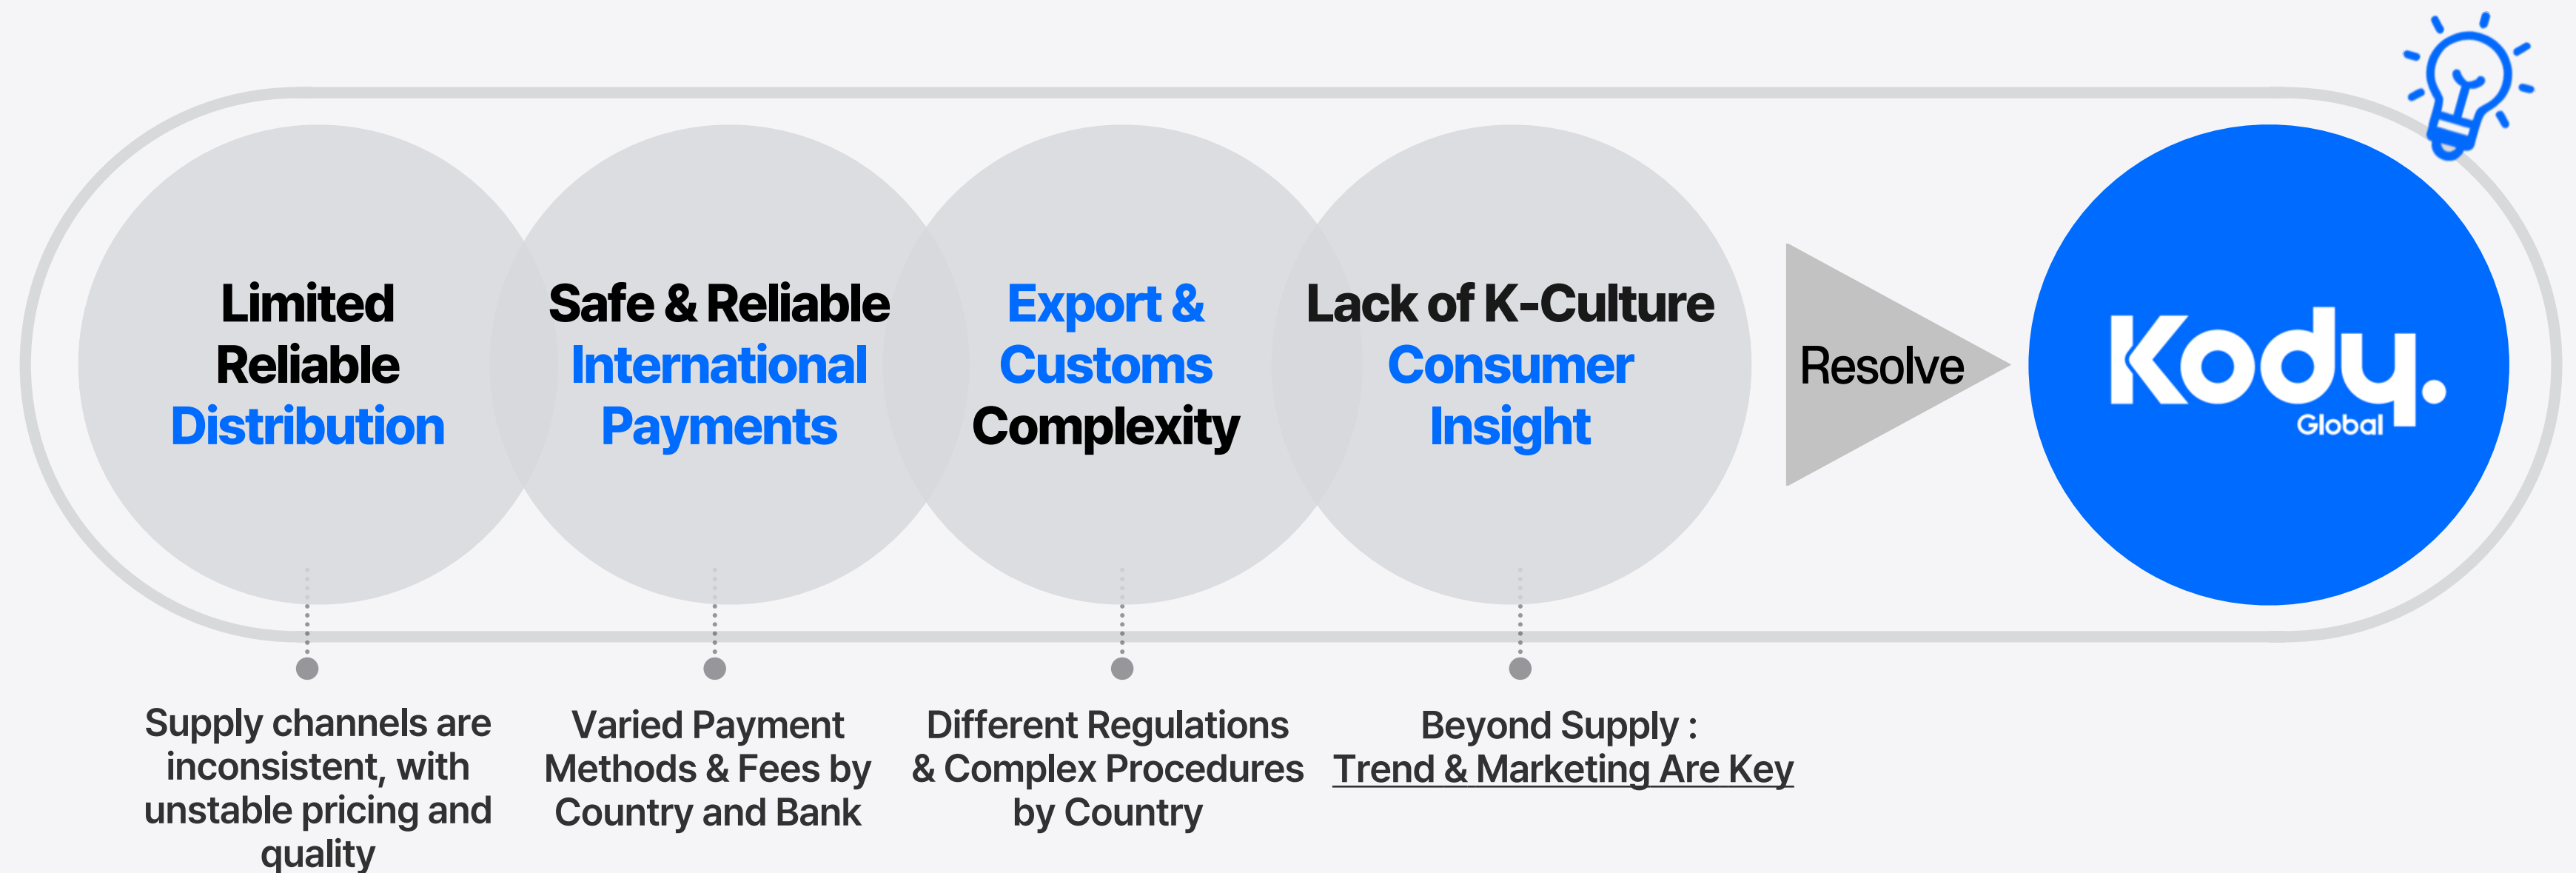 Limited
Reliable
Distribution
Safe & Reliable
International
Payments
Export &
Customs
Complexity
Lack of K-Culture
Consumer
Insight
Resolve
Kody.
Global
Supply channels are
inconsistent, with
unstable pricing and
quality
Varied Payment
Methods & Fees by
Country and Bank
Different Regulations
& Complex Procedures
by Country
Beyond Supply :
Trend & Marketing Are Key